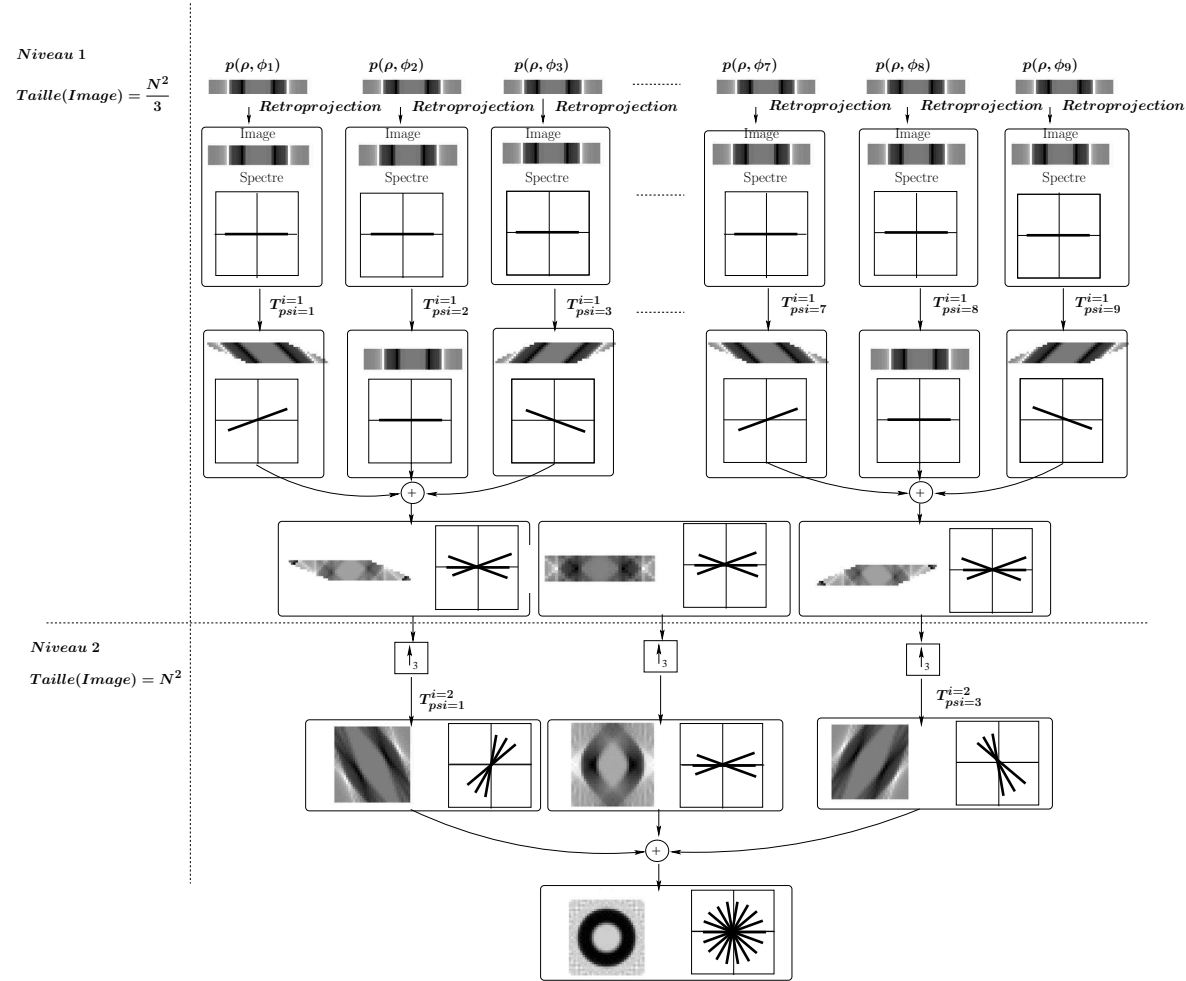 Niveau 1
Taille(Image) = N²/3
p(ρ, ϕ₁) p(ρ, ϕ₂) p(ρ, ϕ₃) p(ρ, ϕ₇) p(ρ, ϕ₈) p(ρ, ϕ₉)
Retroprojection Retroprojection Retroprojection Retroprojection Retroprojection Retroprojection
Image Image Image Image Image Image
Spectre Spectre Spectre Spectre Spectre Spectre
T^{i=1}_{psi=1} T^{i=1}_{psi=2} T^{i=1}_{psi=3} T^{i=1}_{psi=7} T^{i=1}_{psi=8} T^{i=1}_{psi=9}
+ +
Niveau 2
Taille(Image) = N²
↑3 ↑3 ↑3
T^{i=2}_{psi=1} T^{i=2}_{psi=3}
+